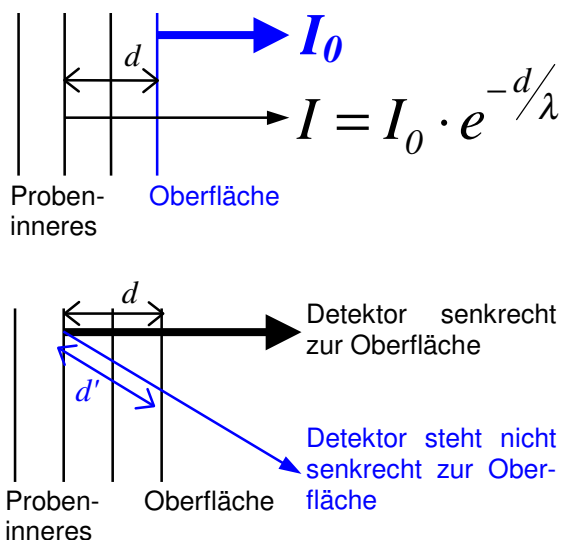 I₀
d
I = I₀ · e^(-d/λ)
Proben-
inneres
Oberfläche
d
Detektor senkrecht
zur Oberfläche
d'
Detektor steht nicht
senkrecht zur Ober-
fläche
Proben-
inneres
Oberfläche